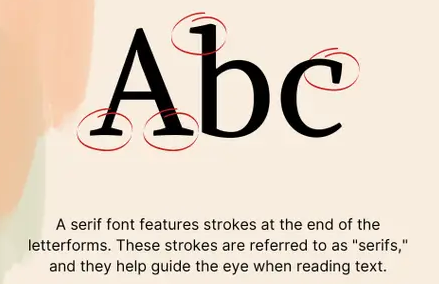 Abc
A serif font features strokes at the end of the
letterforms. These strokes are referred to as "serifs,"
and they help guide the eye when reading text.